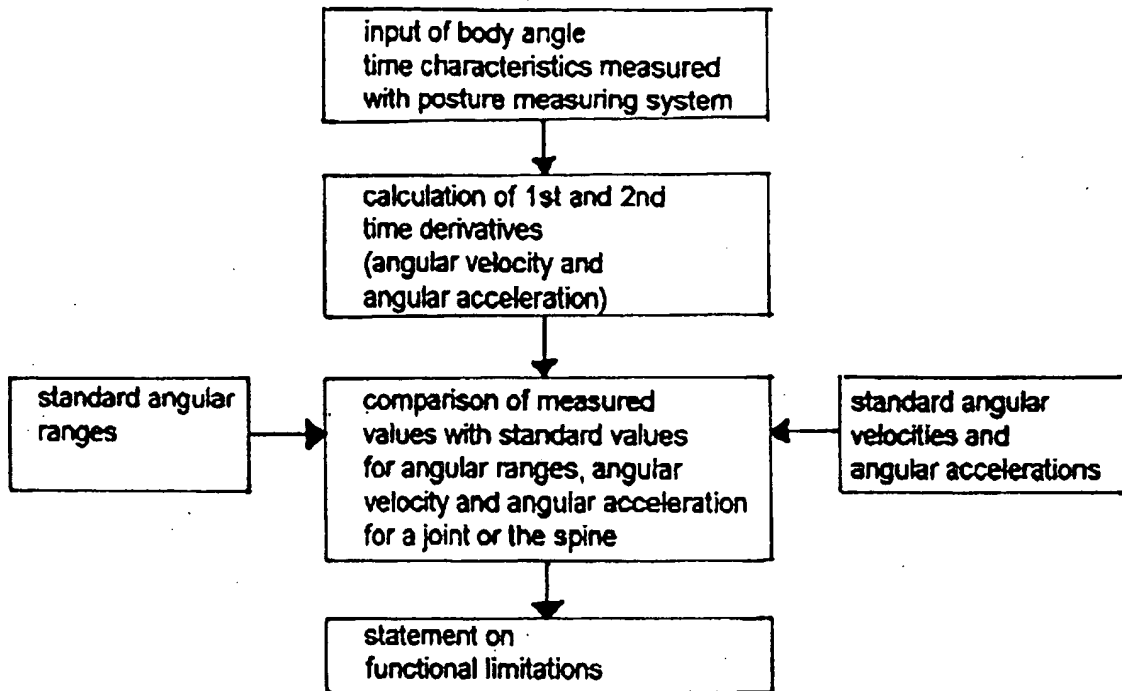 input of body angle
time characteristics measured
with posture measuring system
calculation of 1st and 2nd
time derivatives
(angular velocity and
angular acceleration)
standard angular
ranges
comparison of measured
values with standard values
for angular ranges, angular
velocity and angular acceleration
for a joint or the spine
standard angular
velocities and
angular accelerations
statement on
functional limitations